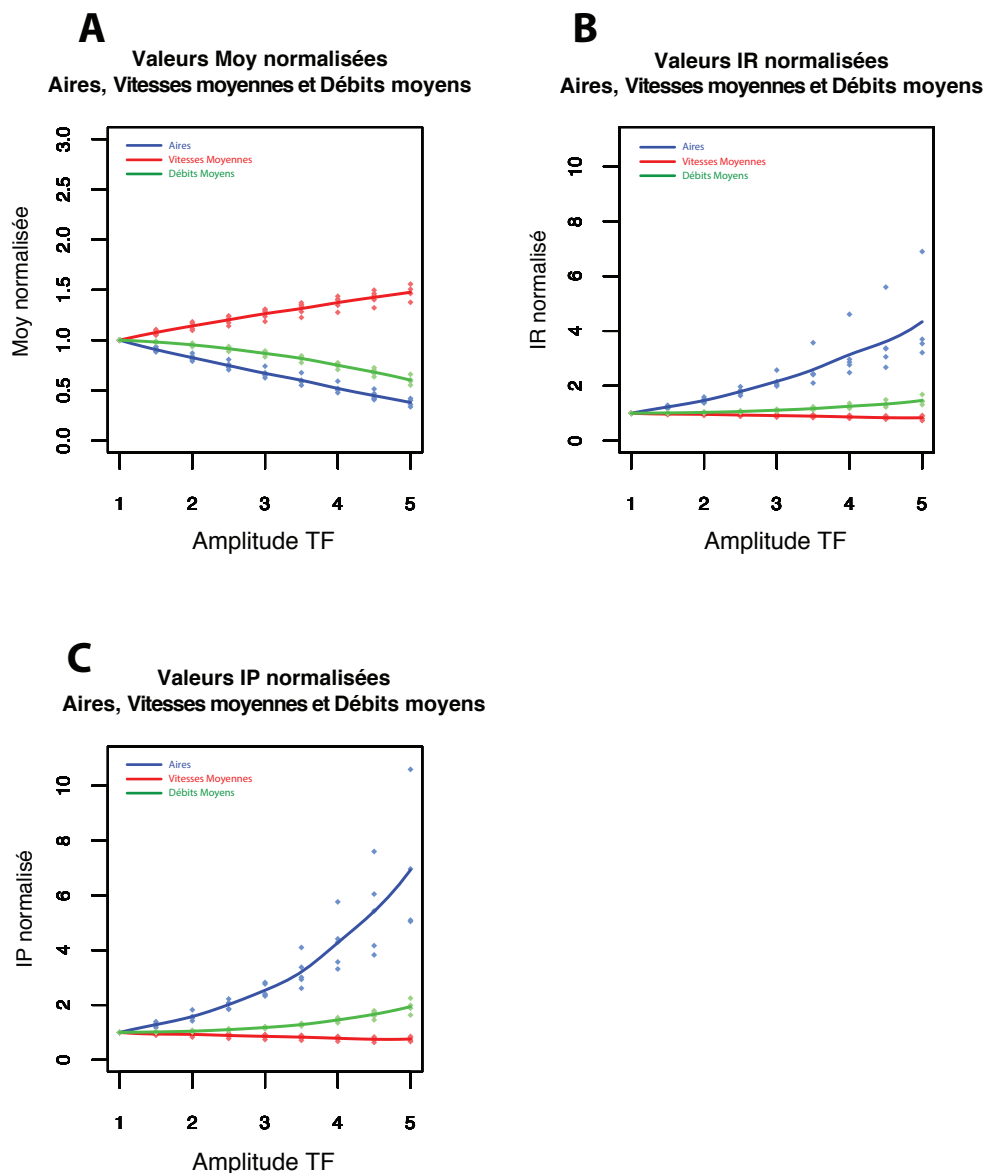 A
Valeurs Moy normalisées
Aires, Vitesses moyennes et Débits moyens
Aires
Vitesses Moyennes
Débits Moyens
Moy normalisée
0.0 0.5 1.0 1.5 2.0 2.5 3.0
1 2 3 4 5
Amplitude TF
B
Valeurs IR normalisées
Aires, Vitesses moyennes et Débits moyens
Aires
Vitesses Moyennes
Débits Moyens
IR normalisé
0 2 4 6 8 10
1 2 3 4 5
Amplitude TF
C
Valeurs IP normalisées
Aires, Vitesses moyennes et Débits moyens
Aires
Vitesses Moyennes
Débits Moyens
IP normalisé
0 2 4 6 8 10
1 2 3 4 5
Amplitude TF